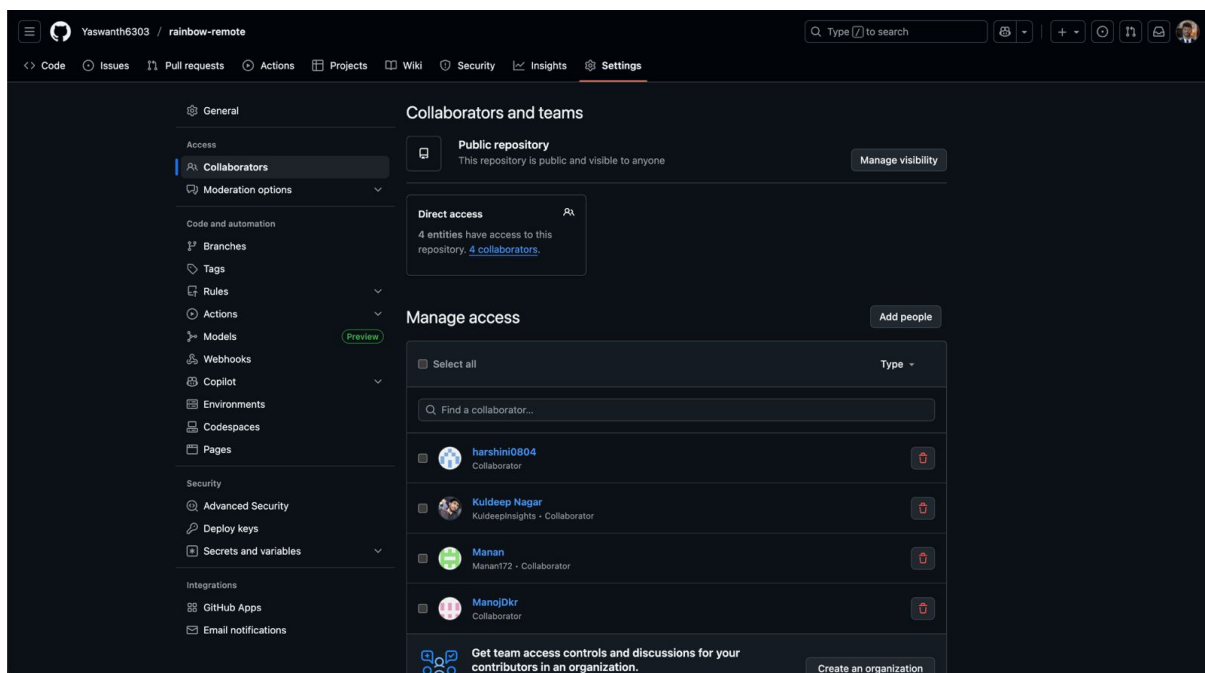 Yaswanth6303 / rainbow-remote
Type / to search
Code Issues Pull requests Actions Projects Wiki Security Insights Settings
General
Access
Collaborators
Moderation options
Code and automation
Branches
Tags
Rules
Actions
Models Preview
Webhooks
Copilot
Environments
Codespaces
Pages
Security
Advanced Security
Deploy keys
Secrets and variables
Integrations
GitHub Apps
Email notifications
Collaborators and teams
Public repository
This repository is public and visible to anyone
Manage visibility
Direct access
4 entities have access to this
repository. 4 collaborators.
Manage access
Add people
Select all
Type
Find a collaborator...
harshini0804
Collaborator
Kuldeep Nagar
KuldeepInsights • Collaborator
Manan
Manan172 • Collaborator
ManojDkr
Collaborator
Get team access controls and discussions for your
contributors in an organization.
Create an organization